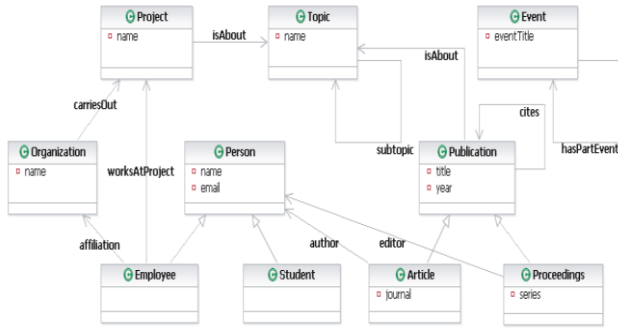 Project
name
isAbout
Topic
name
Event
eventTitle
isAbout
carriesOut
cites
subtopic
hasPartEvent
Organization
name
worksAtProject
Person
name
email
Publication
title
year
affiliation
author
editor
Employee
Student
Article
journal
Proceedings
series